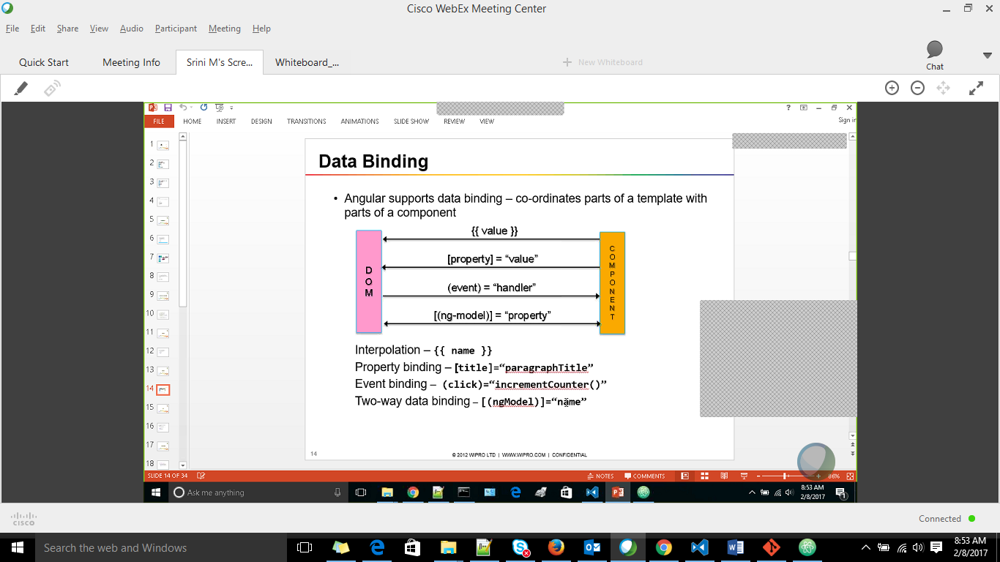 Cisco WebEx Meeting Center
File Edit Share View Audio Participant Meeting Help
Quick Start Meeting Info Srini M's Scre... Whiteboard_... New Whiteboard
Chat
FILE HOME INSERT DESIGN TRANSITIONS ANIMATIONS SLIDE SHOW REVIEW VIEW Sign in
1
2
3
4
5
6
7
8
9
10
11
12
13
14
15
16
17
18
Data Binding
• Angular supports data binding – co-ordinates parts of a template with
parts of a component
{{ value }}
[property] = “value”
(event) = “handler”
[(ng-model)] = “property”
DOM
COMPONENT
Interpolation – {{ name }}
Property binding – [title]=“paragraphTitle”
Event binding – (click)=“incrementCounter()”
Two-way data binding – [(ngModel)]=“name”
14 © 2012 WIPRO LTD | WWW.WIPRO.COM | CONFIDENTIAL
SLIDE 14 OF 34 NOTES COMMENTS 86%
Ask me anything 8:53 AM
2/8/2017
1
CISCO Connected
Search the web and Windows 8:53 AM
2/8/2017